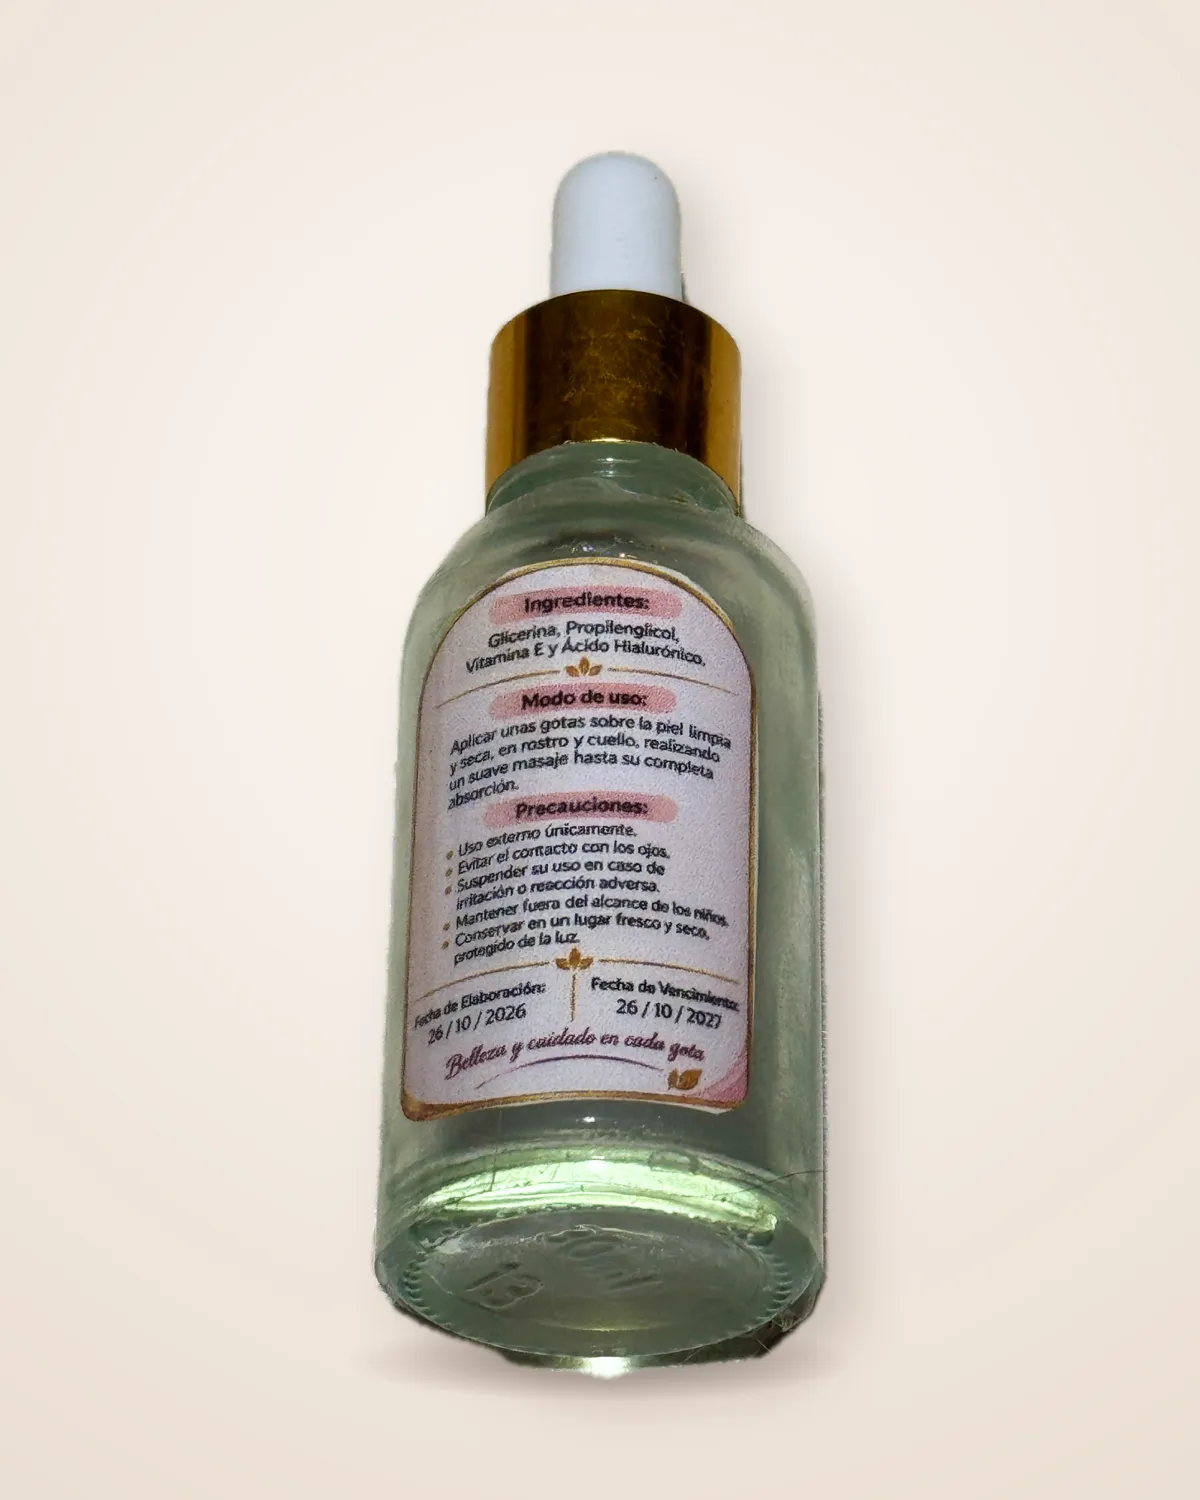 Ingredientes:
Glicerina, Propilenglicol,
Vitamina E y Ácido Hialurónico.
Modo de uso:
Aplicar unas gotas sobre la piel limpia
y seca, en rostro y cuello, realizando
un suave masaje hasta su completa
absorción.
Precauciones:
Uso externo únicamente.
Evitar el contacto con los ojos.
Suspender su uso en caso de
irritación o reacción adversa.
Mantener fuera del alcance de los niños.
Conservar en un lugar fresco y seco,
protegido de la luz.
Fecha de Elaboración:
26 / 10 / 2026
Fecha de Vencimiento:
26 / 10 / 2027
Belleza y cuidado en cada gota
30ml
13